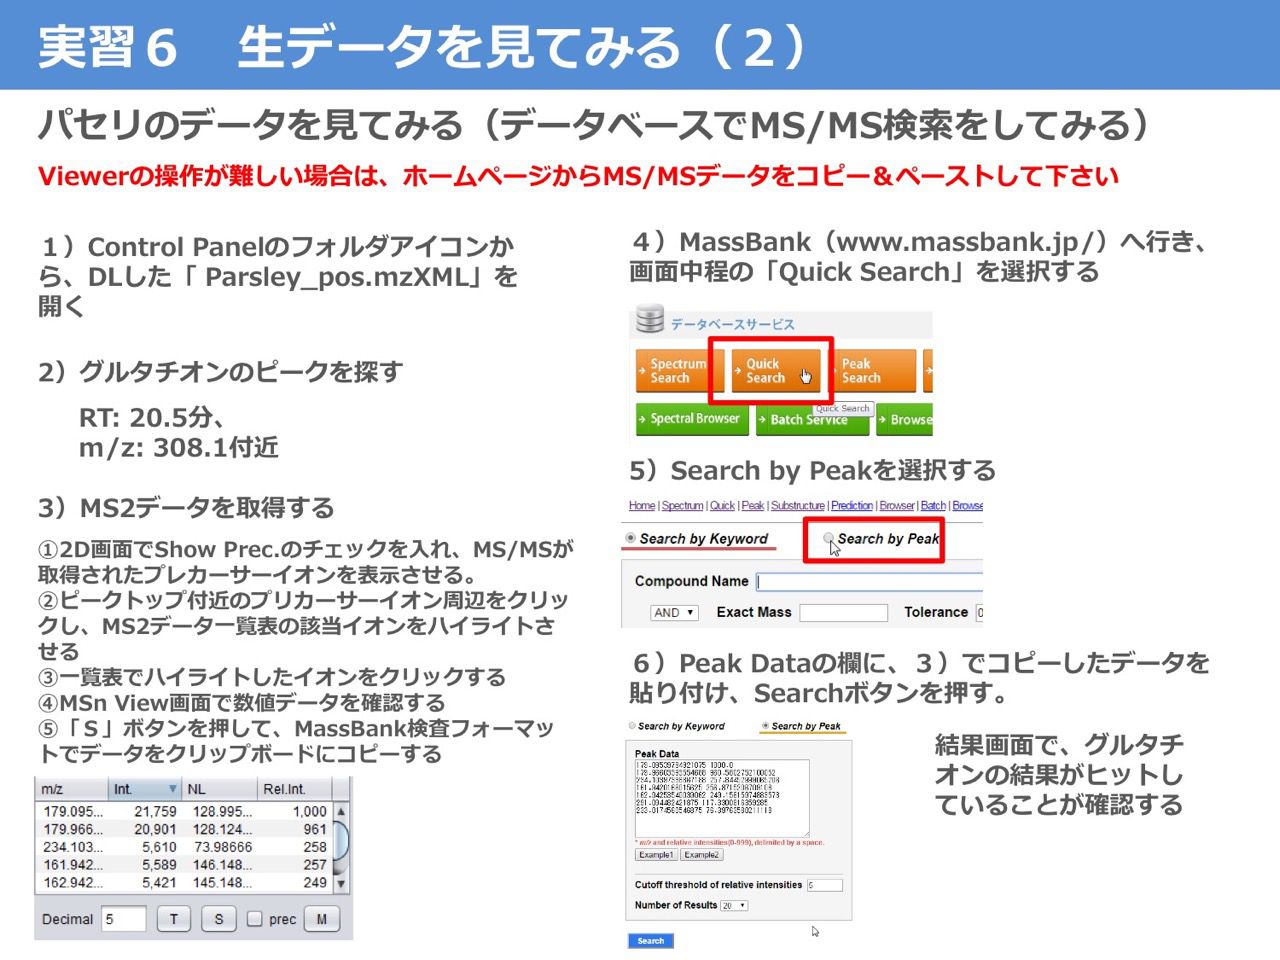 実習６　生データを見てみる（２）
パセリのデータを見てみる（データベースでMS/MS検索をしてみる）
Viewerの操作が難しい場合は、ホームページからMS/MSデータをコピー＆ペーストして下さい
１）Control Panelのフォルダアイコンか
ら、DLした「 Parsley_pos.mzXML」を
開く
2）グルタチオンのピークを探す
RT: 20.5分、
m/z: 308.1付近
3）MS2データを取得する
①2D画面でShow Prec.のチェックを入れ、MS/MSが
取得されたプレカーサーイオンを表示させる。
②ピークトップ付近のプリカーサーイオン周辺をクリッ
クし、MS2データ一覧表の該当イオンをハイライトさ
せる
③一覧表でハイライトしたイオンをクリックする
④MSn View画面で数値データを確認する
⑤「Ｓ」ボタンを押して、MassBank検査フォーマッ
トでデータをクリップボードにコピーする
m/z Int. NL Rel.Int.
179.095... 21,759 128.995... 1,000
179.966... 20,901 128.124... 961
234.103... 5,610 73.98666 258
161.942... 5,589 146.148... 257
162.942... 5,421 145.148... 249
Decimal 5 T S prec M
４）MassBank（www.massbank.jp/）へ行き、
画面中程の「Quick Search」を選択する
データベースサービス
Spectrum Search
Quick Search
Peak Search
Quick Search
Spectral Browser
Batch Service
Browse
5）Search by Peakを選択する
Home | Spectrum | Quick | Peak | Substructure | Prediction | Browser | Batch | Browse
Search by Keyword Search by Peak
Compound Name
AND Exact Mass Tolerance 0
６）Peak Dataの欄に、３）でコピーしたデータを
貼り付け、Searchボタンを押す。
Search by Keyword Search by Peak
Peak Data
* m/z and relative intensities(0-999), delimited by a space.
Example1 Example2
Cutoff threshold of relative intensities 5
Number of Results 20
Search
結果画面で、グルタチ
オンの結果がヒットし
ていることが確認する